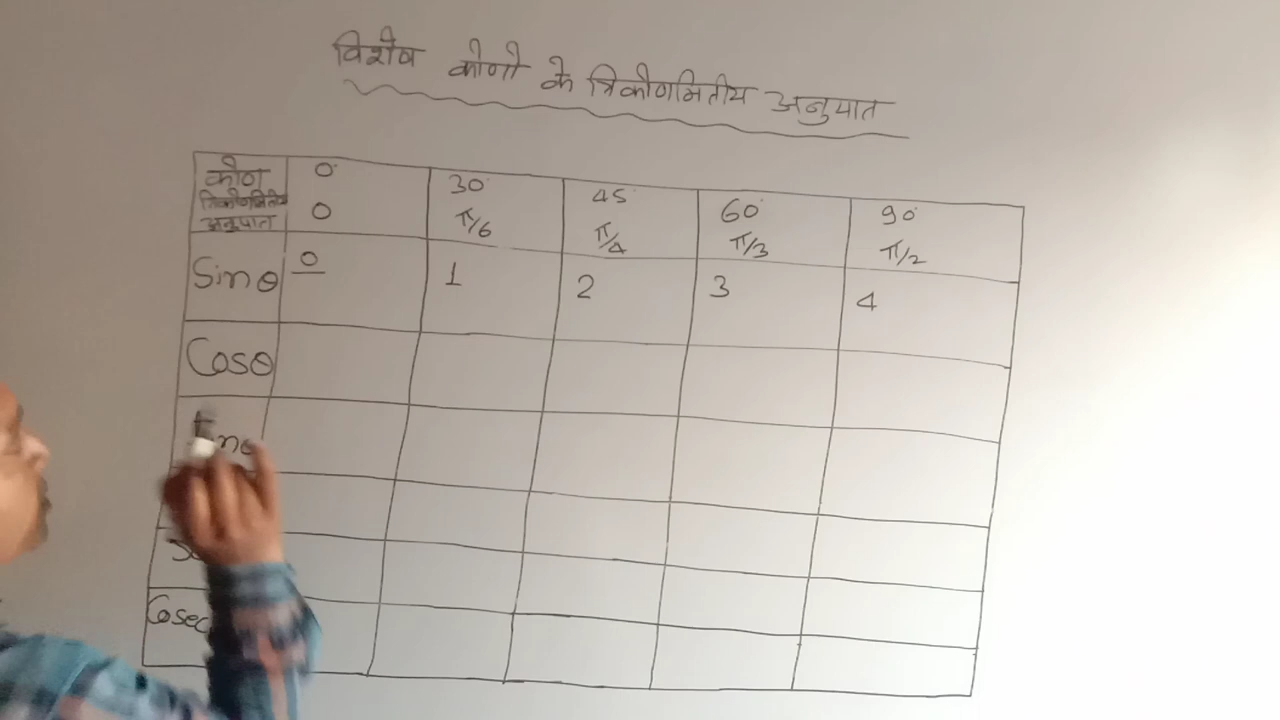 विशेष कोणो के त्रिकोणमितीय अनुपात
कोण 0° 30° 45° 60° 90°
त्रिकोणमितीय
अनुपात 0 π/6 π/4 π/3 π/2
Sinθ 0 1 2 3 4
Cosθ
Cosec